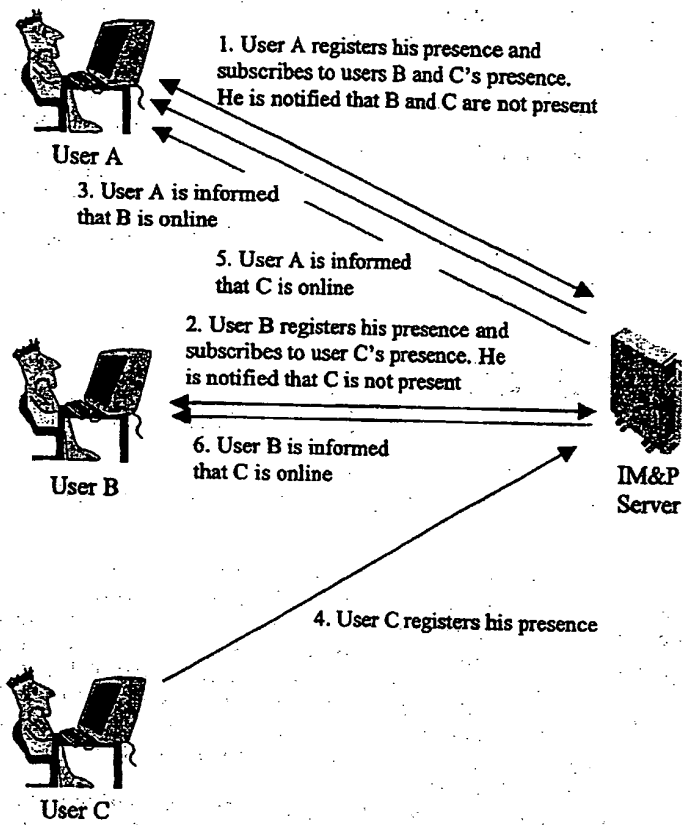 1. User A registers his presence and
subscribes to users B and C's presence.
He is notified that B and C are not present
User A
3. User A is informed
that B is online
5. User A is informed
that C is online
2. User B registers his presence and
subscribes to user C's presence. He
is notified that C is not present
User B
6. User B is informed
that C is online
IM&P
Server
4. User C registers his presence
User C